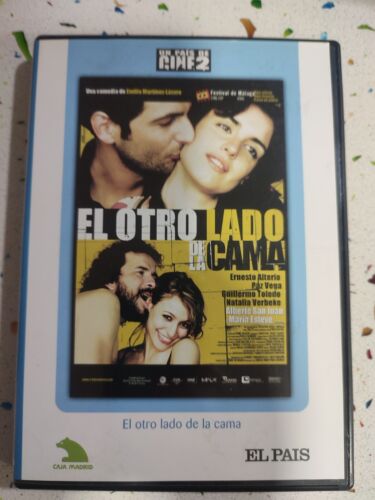 UN PAIS DE
CINE 2
Una comedia de Emilio Martínez Lázaro
Festival de Málaga
EL OTRO LADO
DE LA CAMA
Ernesto Alterio
Paz Vega
Guillermo Toledo
Natalia Verbeke
Alberto San Juan
María Esteve
El otro lado de la cama
CAJA MADRID
EL PAIS